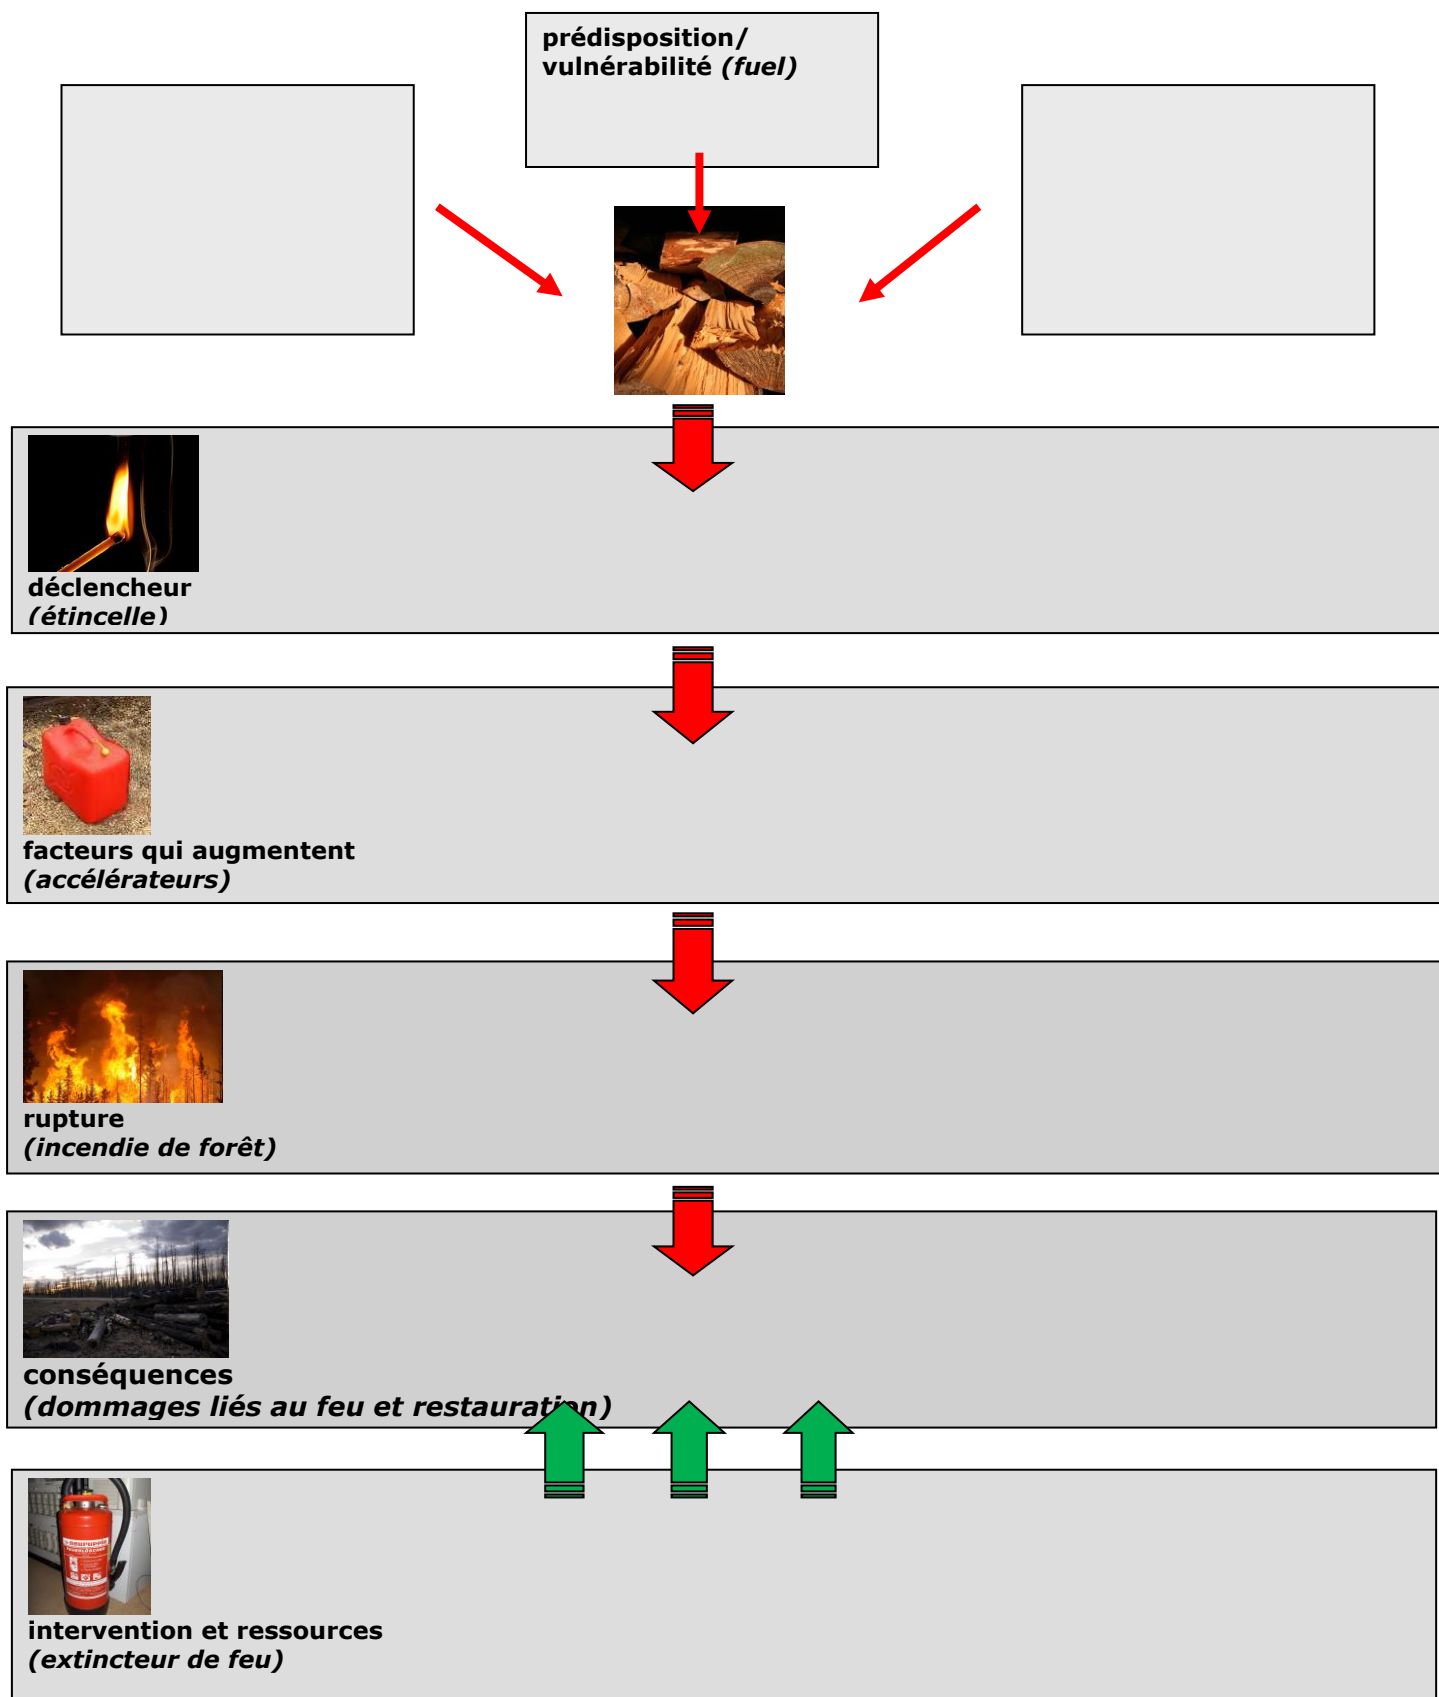 prédisposition/
vulnérabilité (fuel)
déclencheur
(étincelle)
facteurs qui augmentent
(accélérateurs)
rupture
(incendie de forêt)
conséquences
(dommages liés au feu et restauration)
intervention et ressources
(extincteur de feu)